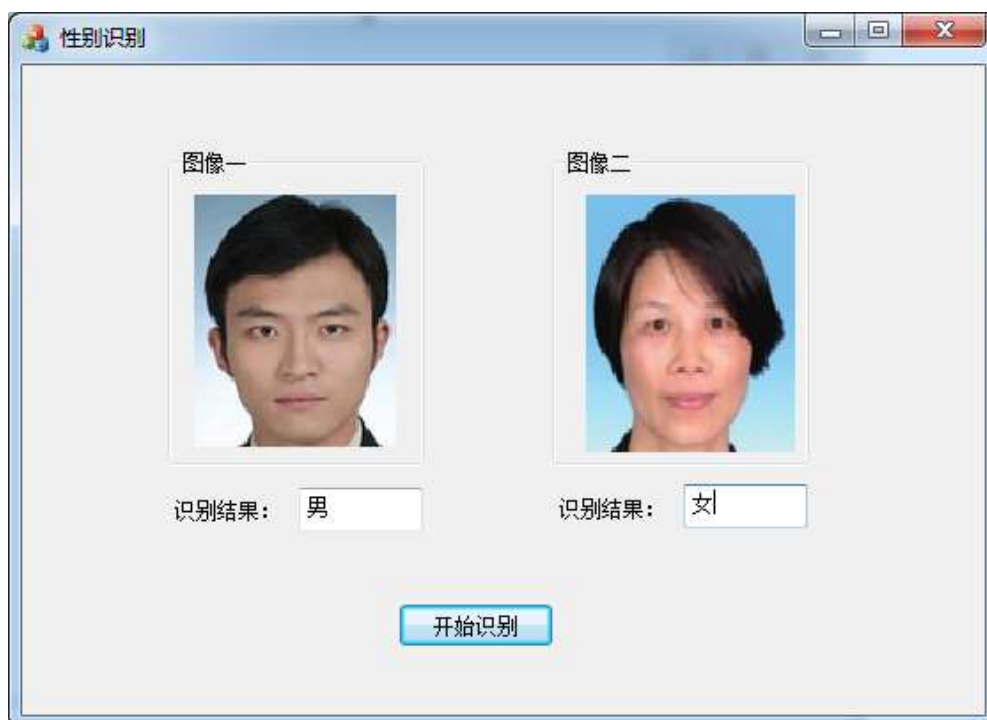 性别识别
图像一
图像二
识别结果： 男
识别结果： 女
开始识别